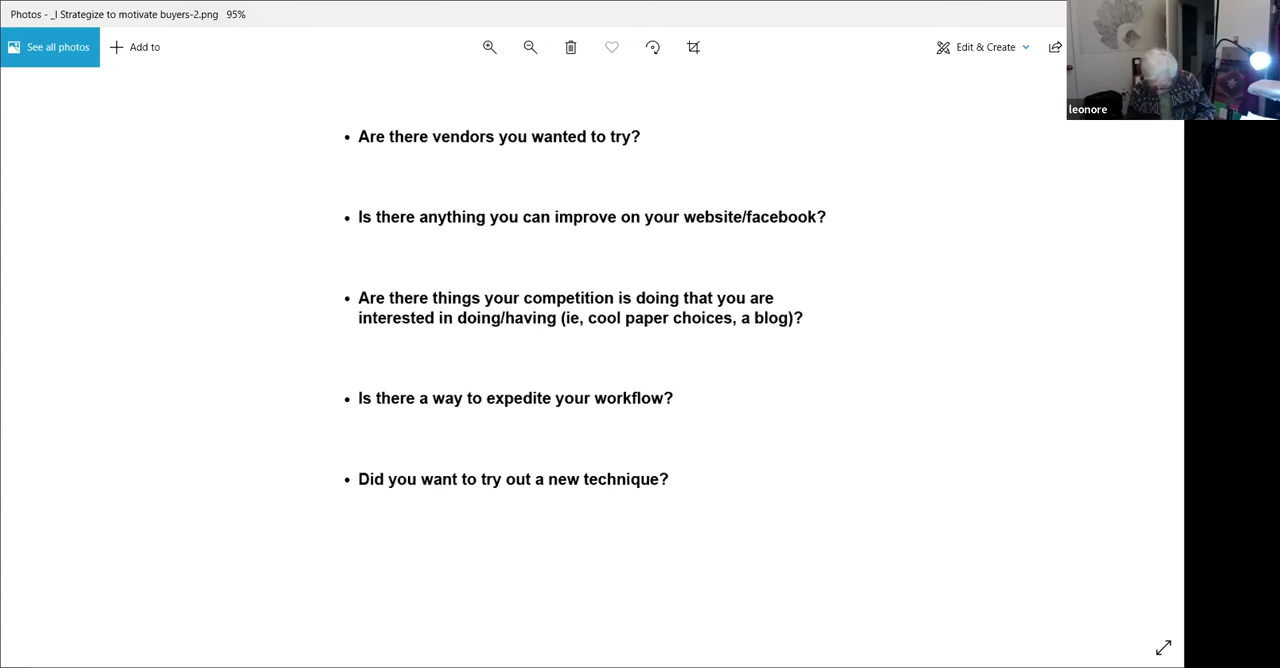 Photos - _I Strategize to motivate buyers-2.png 95%
See all photos
Add to
Edit & Create
leonore
• Are there vendors you wanted to try?
• Is there anything you can improve on your website/facebook?
• Are there things your competition is doing that you are
interested in doing/having (ie, cool paper choices, a blog)?
• Is there a way to expedite your workflow?
• Did you want to try out a new technique?